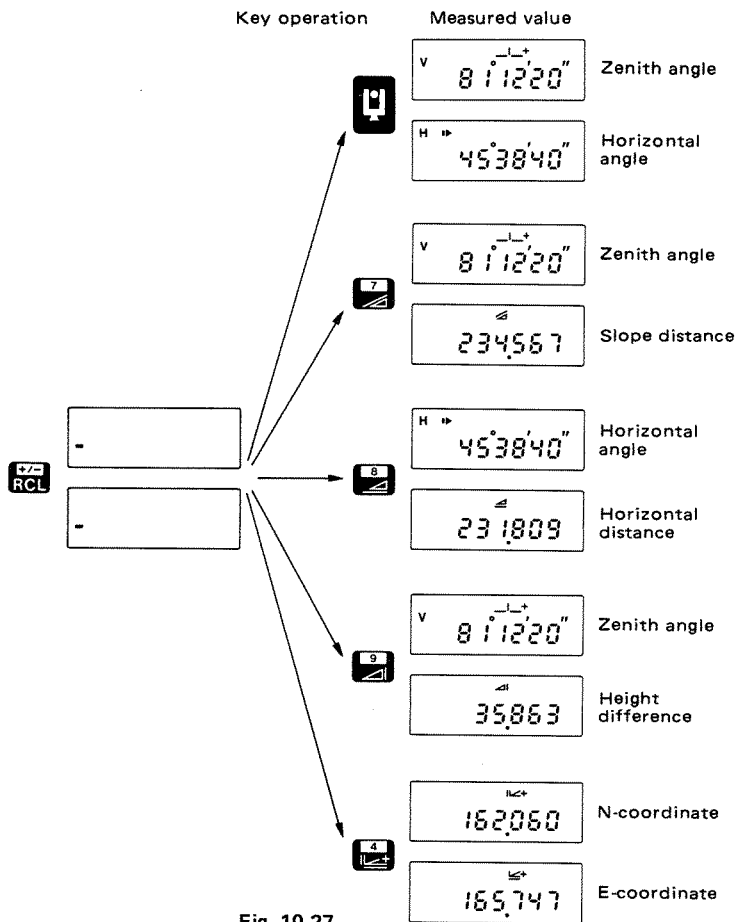 Key operation Measured value
V 81°12'20" Zenith angle
H 45°38'40" Horizontal
angle
V 81°12'20" Zenith angle
7
234.567 Slope distance
H 45°38'40" Horizontal
angle
+/-
RCL
8
231.809 Horizontal
distance
V 81°12'20" Zenith angle
9
35.863 Height
difference
162.060 N-coordinate
4
165.747 E-coordinate
Fig. 10.27